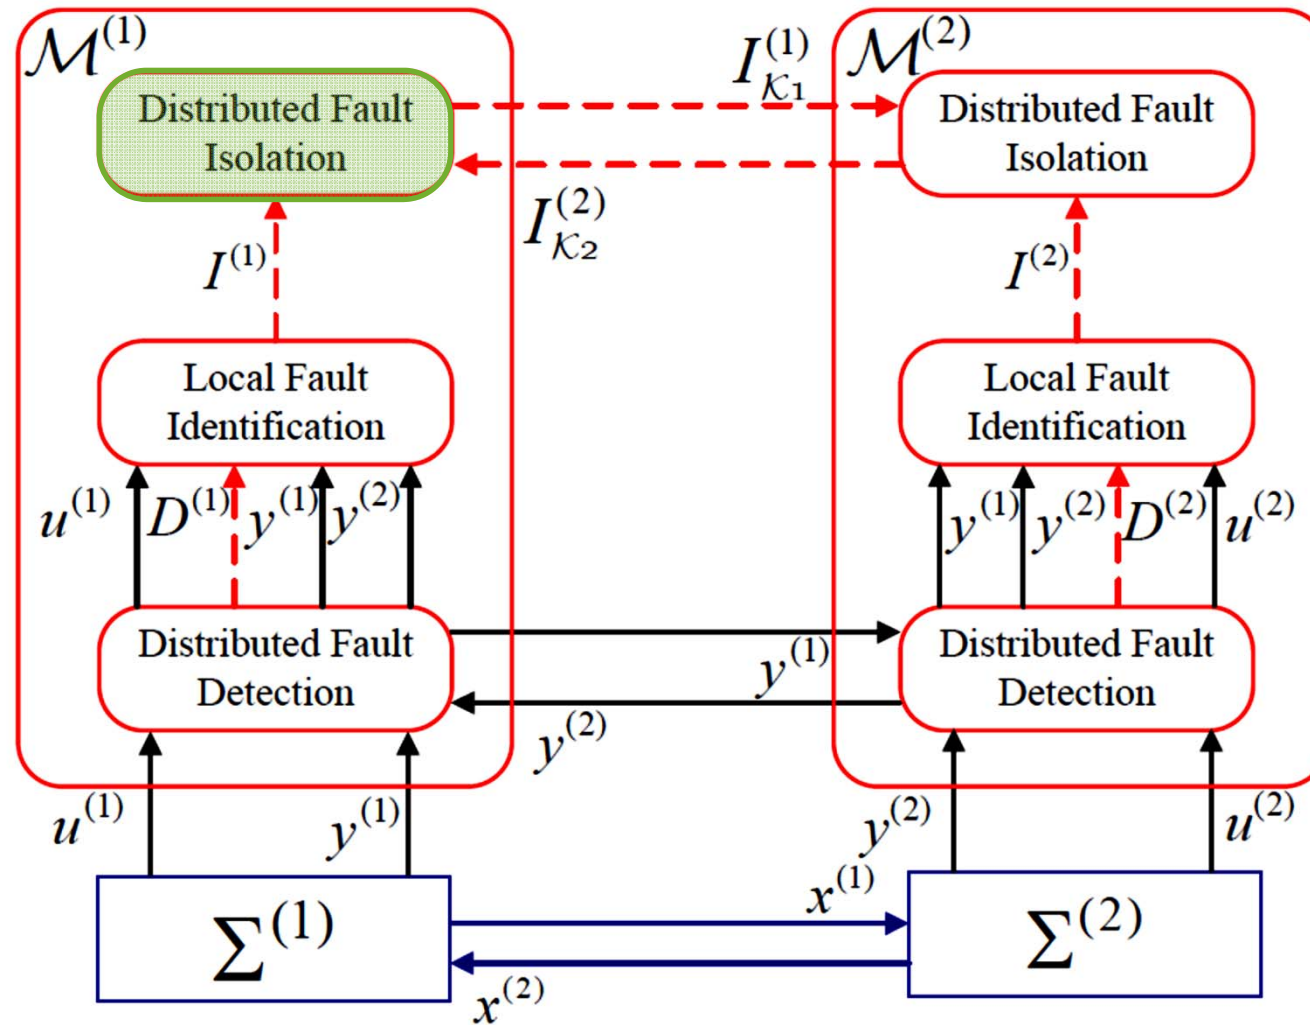 ℳ⁽¹⁾
Distributed Fault
Isolation
I_𝒦₁⁽¹⁾
ℳ⁽²⁾
Distributed Fault
Isolation
I_𝒦₂⁽²⁾
I⁽¹⁾
I⁽²⁾
Local Fault
Identification
Local Fault
Identification
u⁽¹⁾ D⁽¹⁾ y⁽¹⁾ y⁽²⁾
y⁽¹⁾ y⁽²⁾ D⁽²⁾ u⁽²⁾
Distributed Fault
Detection
y⁽¹⁾
y⁽²⁾
Distributed Fault
Detection
u⁽¹⁾ y⁽¹⁾
y⁽²⁾ u⁽²⁾
Σ⁽¹⁾
x⁽¹⁾
x⁽²⁾
Σ⁽²⁾